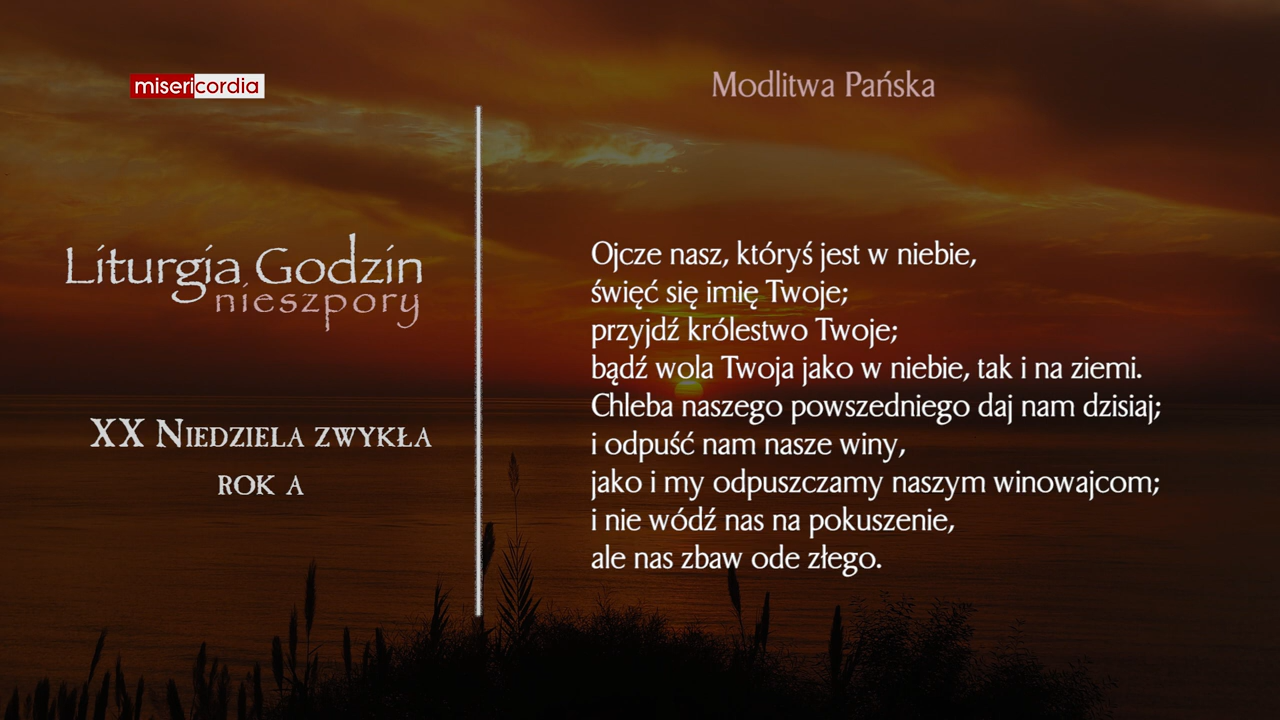 misericordia
Liturgia Godzin
nieszpory
XX Niedziela zwykła
rok A
Modlitwa Pańska
Ojcze nasz, któryś jest w niebie,
święć się imię Twoje;
przyjdź królestwo Twoje;
bądź wola Twoja jako w niebie, tak i na ziemi.
Chleba naszego powszedniego daj nam dzisiaj;
i odpuść nam nasze winy,
jako i my odpuszczamy naszym winowajcom;
i nie wódź nas na pokuszenie,
ale nas zbaw ode złego.